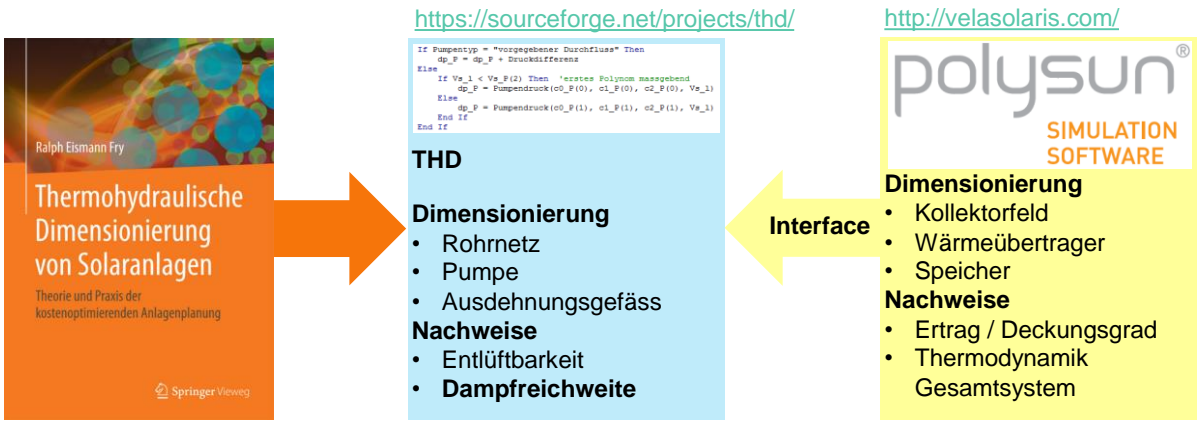 https://sourceforge.net/projects/thd/
http://velasolaris.com/
Ralph Eismann Fry
Thermohydraulische
Dimensionierung
von Solaranlagen
Theorie und Praxis der
kostenoptimierenden Anlagenplanung
Springer Vieweg
If Pumpentyp = "vorgegebener Durchfluss" Then
dp_P = dp_P + Druckdifferenz
Else
If Vs_1 < Vs_P(2) Then 'erstes Polynom massgebend
dp_P = Pumpendruck(c0_P(0), c1_P(0), c2_P(0), Vs_1)
Else
dp_P = Pumpendruck(c0_P(1), c1_P(1), c2_P(1), Vs_1)
End If
End If
THD
Dimensionierung
• Rohrnetz
• Pumpe
• Ausdehnungsgefäss
Nachweise
• Entlüftbarkeit
• Dampfreichweite
Interface
polysun®
SIMULATION
SOFTWARE
Dimensionierung
• Kollektorfeld
• Wärmeübertrager
• Speicher
Nachweise
• Ertrag / Deckungsgrad
• Thermodynamik
Gesamtsystem